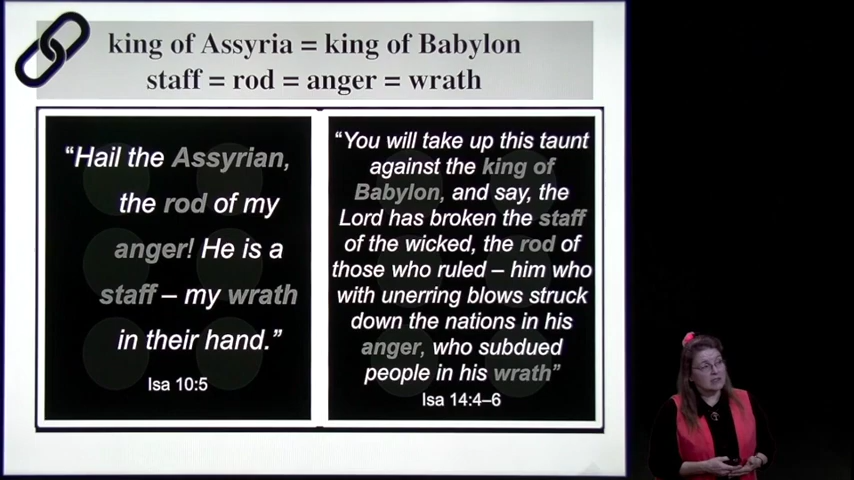 king of Assyria = king of Babylon
staff = rod = anger = wrath
“Hail the Assyrian,
the rod of my
anger! He is a
staff – my wrath
in their hand.”
Isa 10:5
“You will take up this taunt
against the king of
Babylon, and say, the
Lord has broken the staff
of the wicked, the rod of
those who ruled – him who
with unerring blows struck
down the nations in his
anger, who subdued
people in his wrath”
Isa 14:4–6